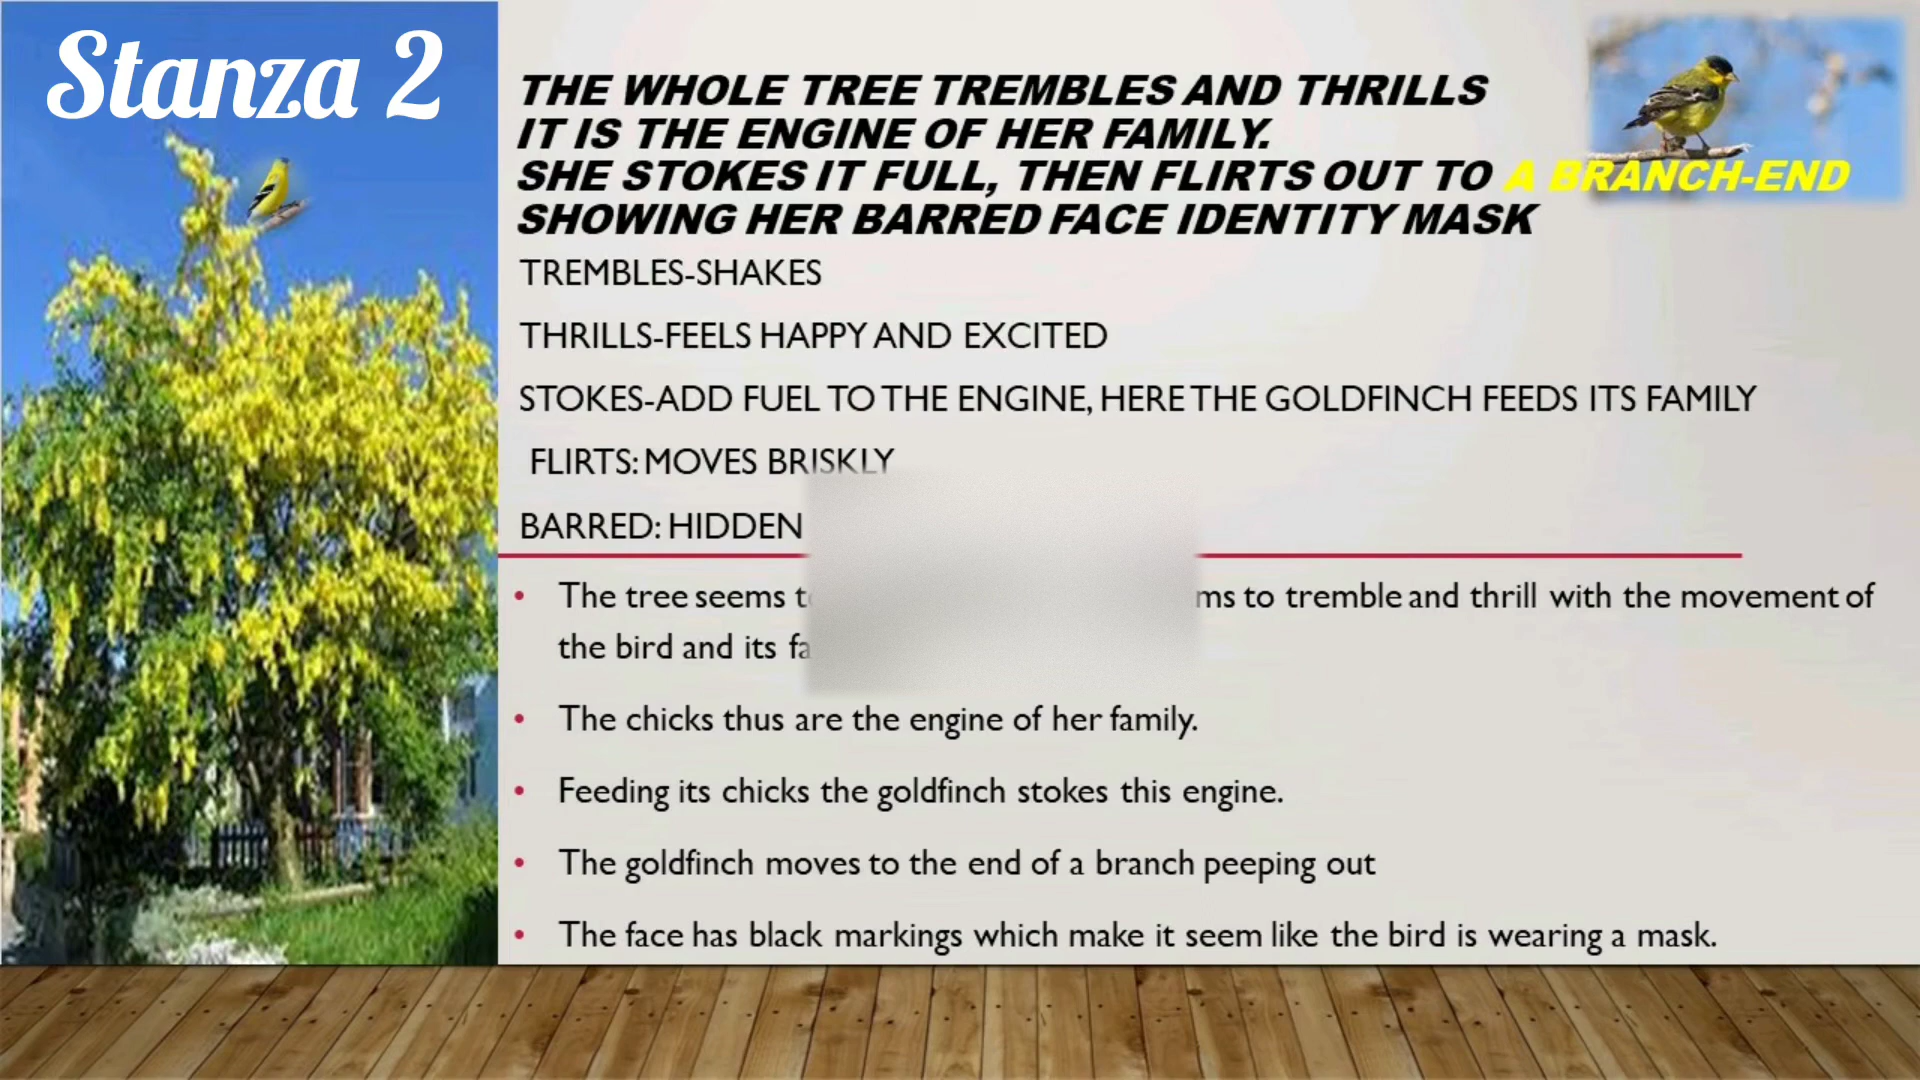 Stanza 2
THE WHOLE TREE TREMBLES AND THRILLS
IT IS THE ENGINE OF HER FAMILY.
SHE STOKES IT FULL, THEN FLIRTS OUT TO A BRANCH-END
SHOWING HER BARRED FACE IDENTITY MASK
TREMBLES-SHAKES
THRILLS-FEELS HAPPY AND EXCITED
STOKES-ADD FUEL TO THE ENGINE, HERE THE GOLDFINCH FEEDS ITS FAMILY
FLIRTS: MOVES BRISKLY
BARRED: HIDDEN
• The tree seems to tremble and thrill with the movement of
the bird and its
• The chicks thus are the engine of her family.
• Feeding its chicks the goldfinch stokes this engine.
• The goldfinch moves to the end of a branch peeping out
• The face has black markings which make it seem like the bird is wearing a mask.